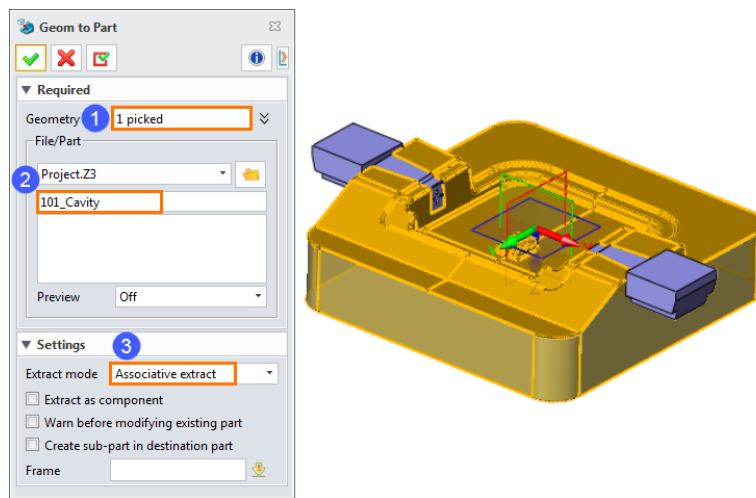 Geom to Part
Required
Geometry 1 1 picked
File/Part
2 Project.Z3
101_Cavity
Preview Off
Settings
3
Extract mode Associative extract
Extract as component
Warn before modifying existing part
Create sub-part in destination part
Frame